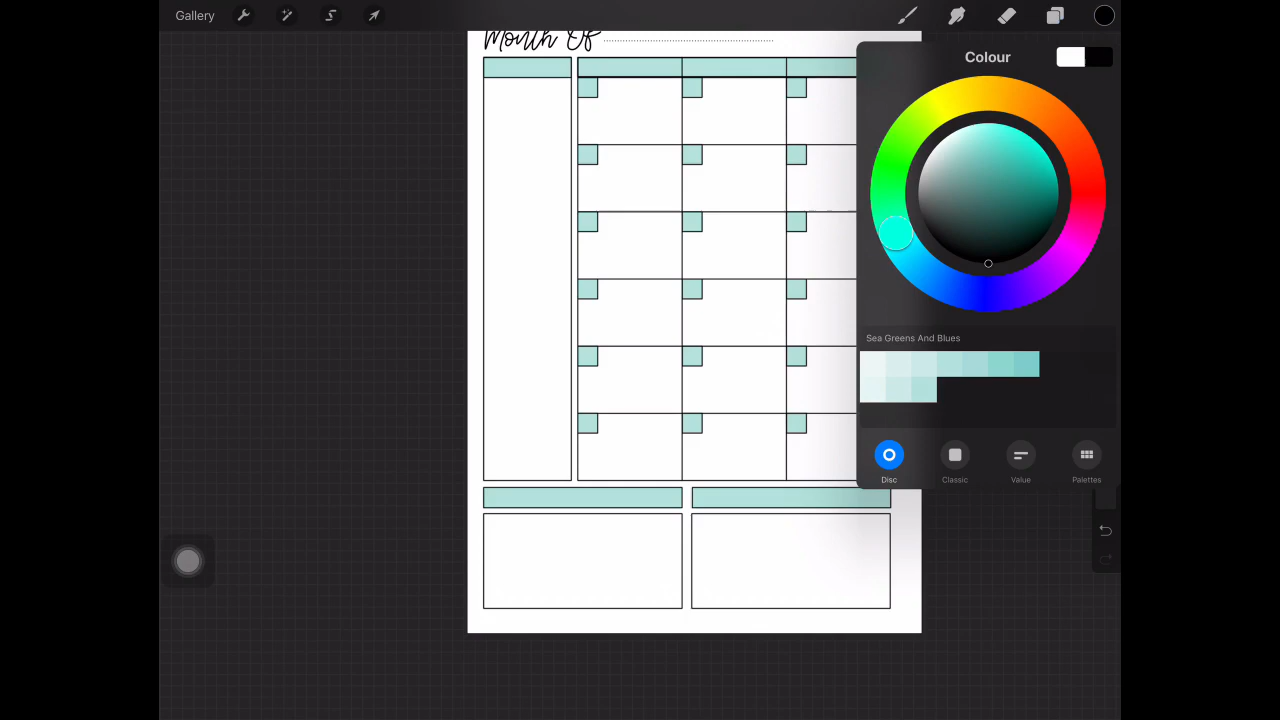 Gallery
Month Of
Colour
Sea Greens And Blues
Disc
Classic
Value
Palettes